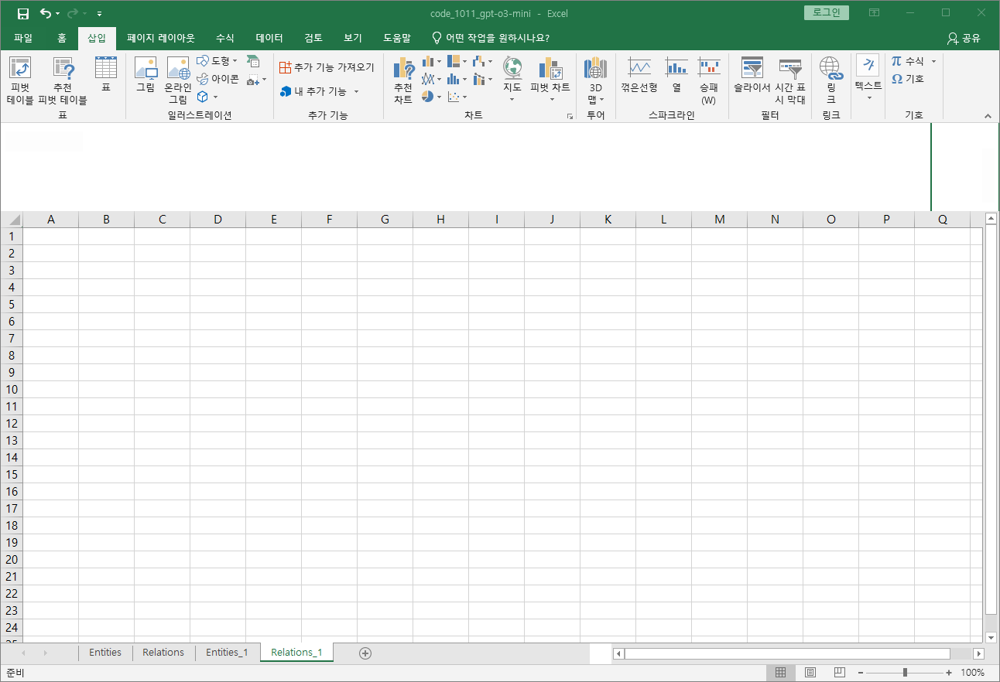 code_1011_gpt-o3-mini - Excel
로그인
파일 홈 삽입 페이지 레이아웃 수식 데이터 검토 보기 도움말 어떤 작업을 원하시나요? 공유
피벗 테이블
추천 피벗 테이블
표
표
그림
온라인 그림
도형
아이콘
일러스트레이션
추가 기능 가져오기
내 추가 기능
추가 기능
추천 차트
지도
피벗 차트
차트
3D 맵
투어
꺾은선형
열
승패 (W)
스파크라인
슬라이서
시간 표시 막대
필터
링크
링크
텍스트
π 수식
Ω 기호
기호
A B C D E F G H I J K L M N O P Q
1
2
3
4
5
6
7
8
9
10
11
12
13
14
15
16
17
18
19
20
21
22
23
24
25
Entities Relations Entities_1 Relations_1
준비
100%